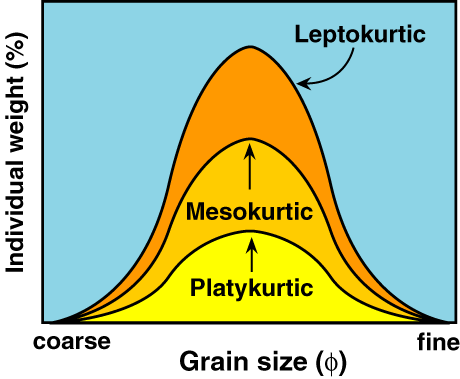 Individual weight (%)
Leptokurtic
Mesokurtic
Platykurtic
coarse
fine
Grain size (ϕ)